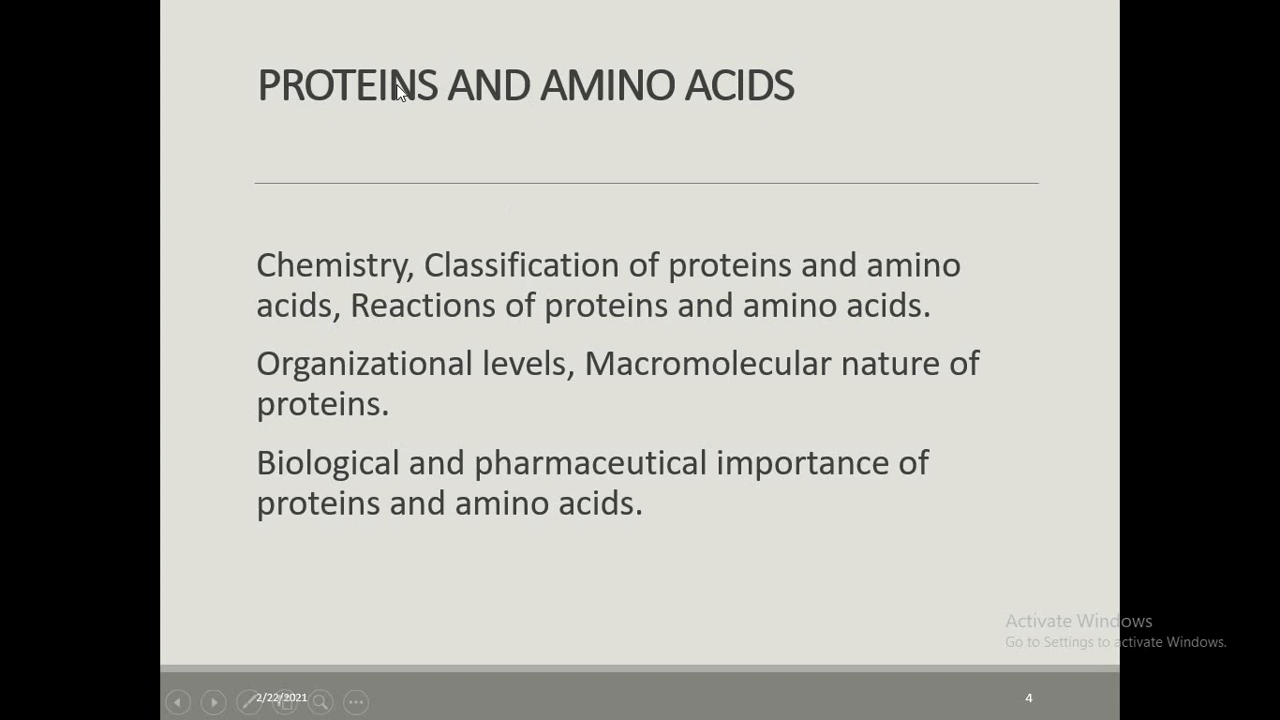 PROTEINS AND AMINO ACIDS
Chemistry, Classification of proteins and amino
acids, Reactions of proteins and amino acids.
Organizational levels, Macromolecular nature of
proteins.
Biological and pharmaceutical importance of
proteins and amino acids.
Activate Windows
Go to Settings to activate Windows.
2/22/2021
4